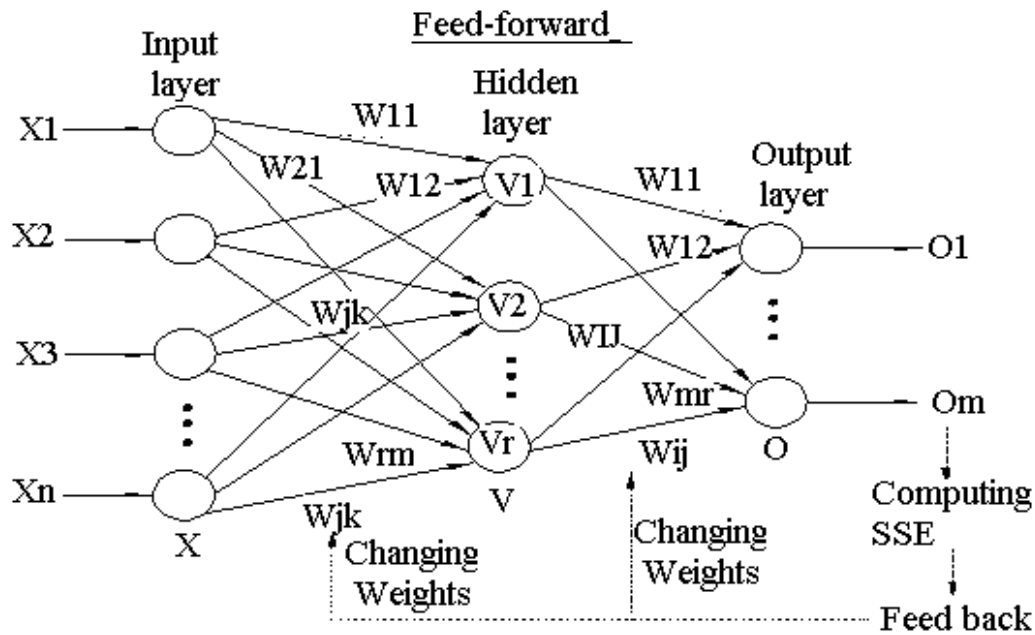 Feed-forward_
Input
layer
Hidden
layer
Output
layer
X1
W11
W21
W12
V1
W11
X2
W12
O1
Wjk
V2
WIJ
X3
Wmr
Om
Vr
Wrm
Wij
O
Xn
V
X
Wjk
Computing
SSE
Changing
Weights
Changing
Weights
Feed back